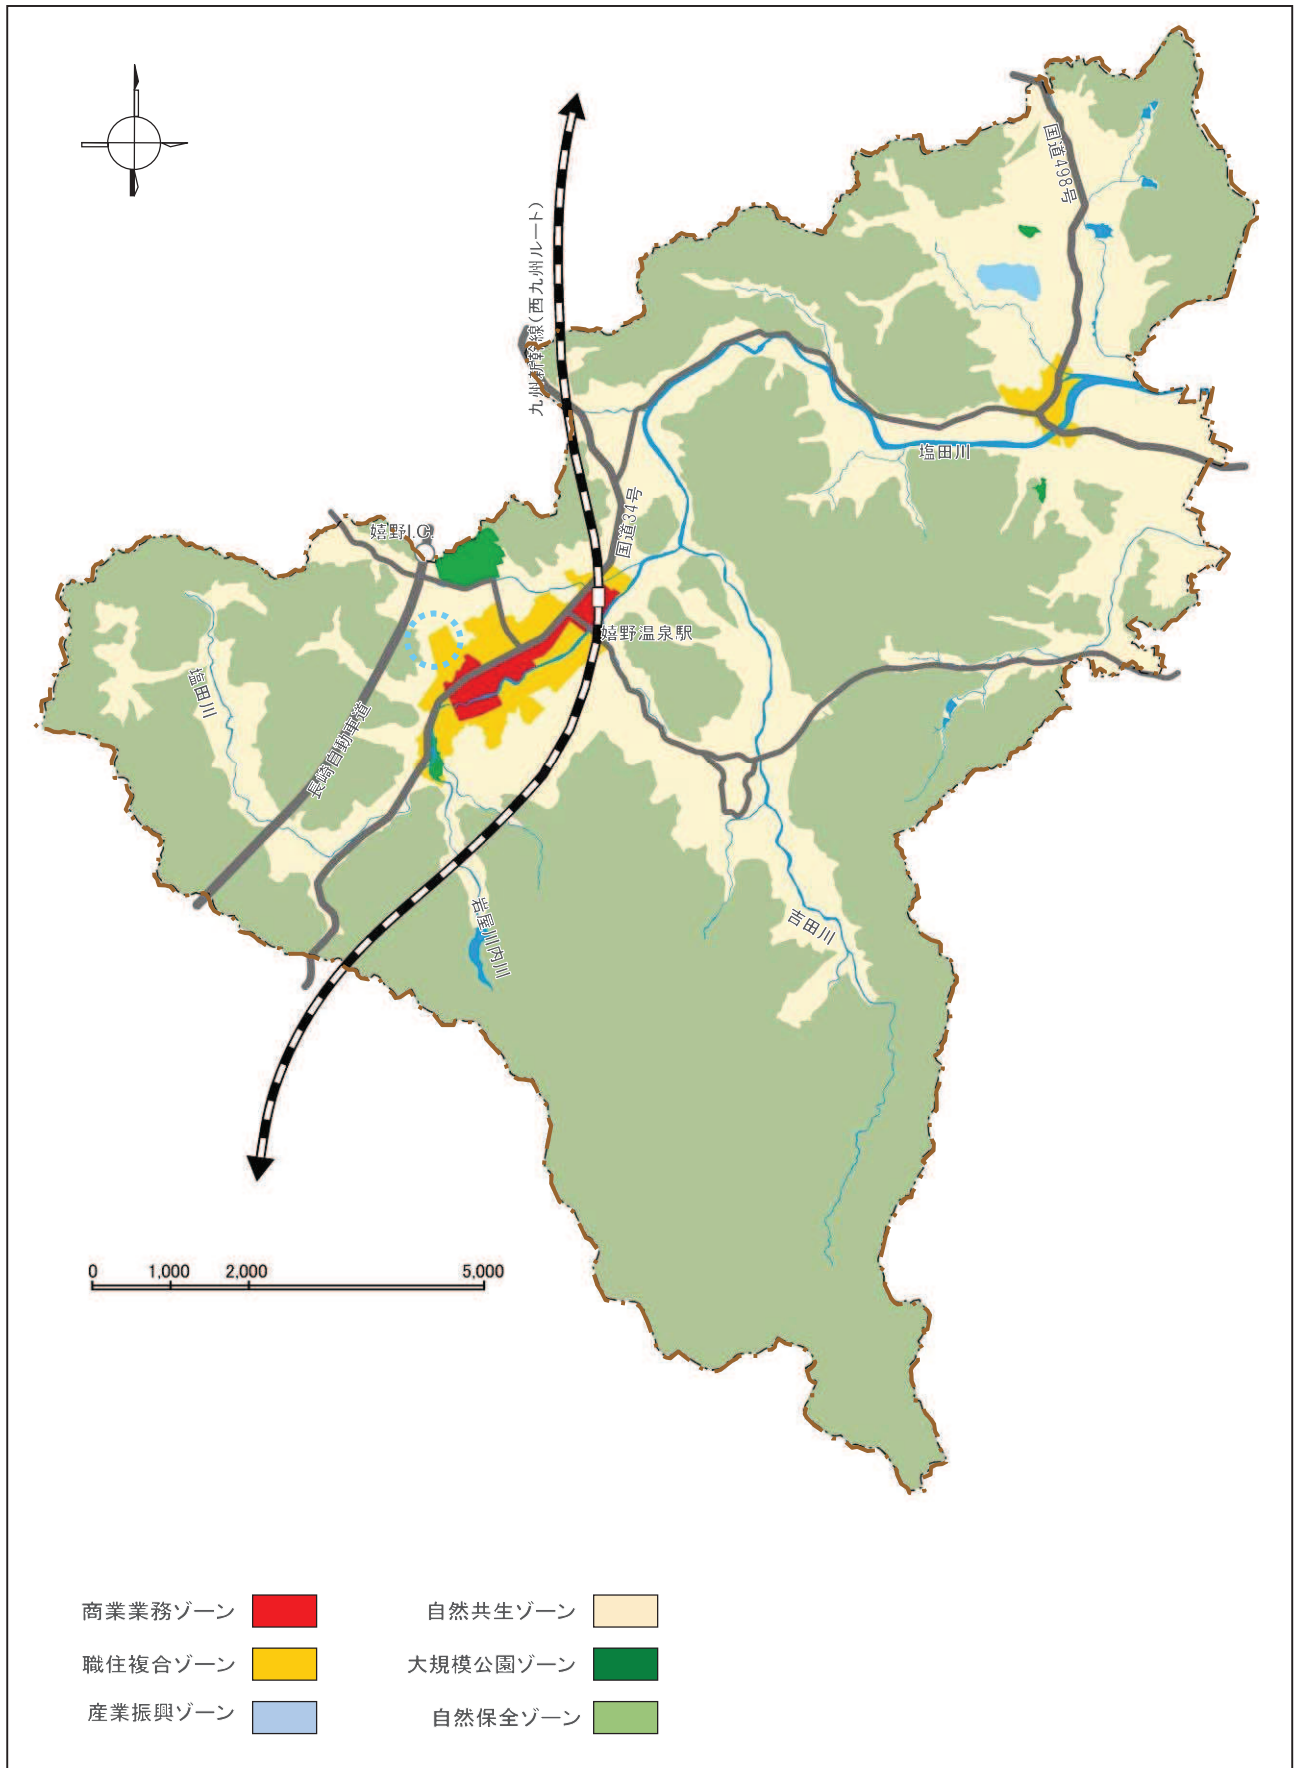 国道498号
九州新幹線(西九州ルート)
塩田川
国道34号
嬉野I.C.
嬉野温泉駅
塩田川
長崎自動車道
岩屋川内川
吉田川
0 1,000 2,000 5,000
商業業務ゾーン
職住複合ゾーン
産業振興ゾーン
自然共生ゾーン
大規模公園ゾーン
自然保全ゾーン